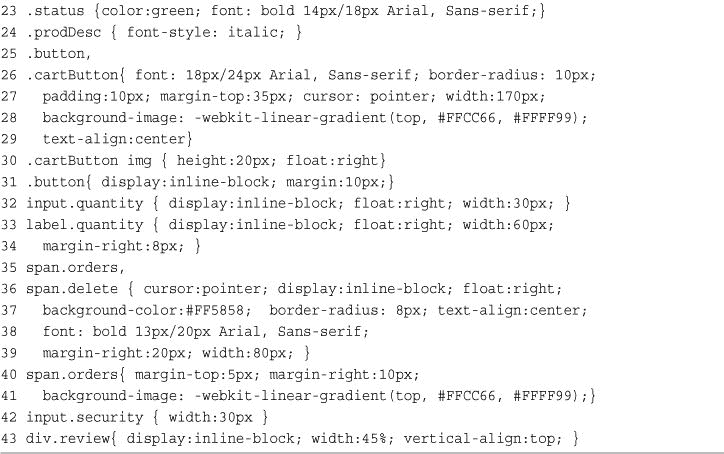 23 .status {color:green; font: bold 14px/18px Arial, Sans-serif;}
24 .prodDesc { font-style: italic; }
25 .button,
26 .cartButton{ font: 18px/24px Arial, Sans-serif; border-radius: 10px;
27   padding:10px; margin-top:35px; cursor: pointer; width:170px;
28   background-image: -webkit-linear-gradient(top, #FFCC66, #FFFF99);
29   text-align:center}
30 .cartButton img { height:20px; float:right}
31 .button{ display:inline-block; margin:10px;}
32 input.quantity { display:inline-block; float:right; width:30px; }
33 label.quantity { display:inline-block; float:right; width:60px;
34   margin-right:8px; }
35 span.orders,
36 span.delete { cursor:pointer; display:inline-block; float:right;
37   background-color:#FF5858;  border-radius: 8px; text-align:center;
38   font: bold 13px/20px Arial, Sans-serif;
39   margin-right:20px; width:80px; }
40 span.orders{ margin-top:5px; margin-right:10px;
41   background-image: -webkit-linear-gradient(top, #FFCC66, #FFFF99);}
42 input.security { width:30px }
43 div.review{ display:inline-block; width:45%; vertical-align:top; }